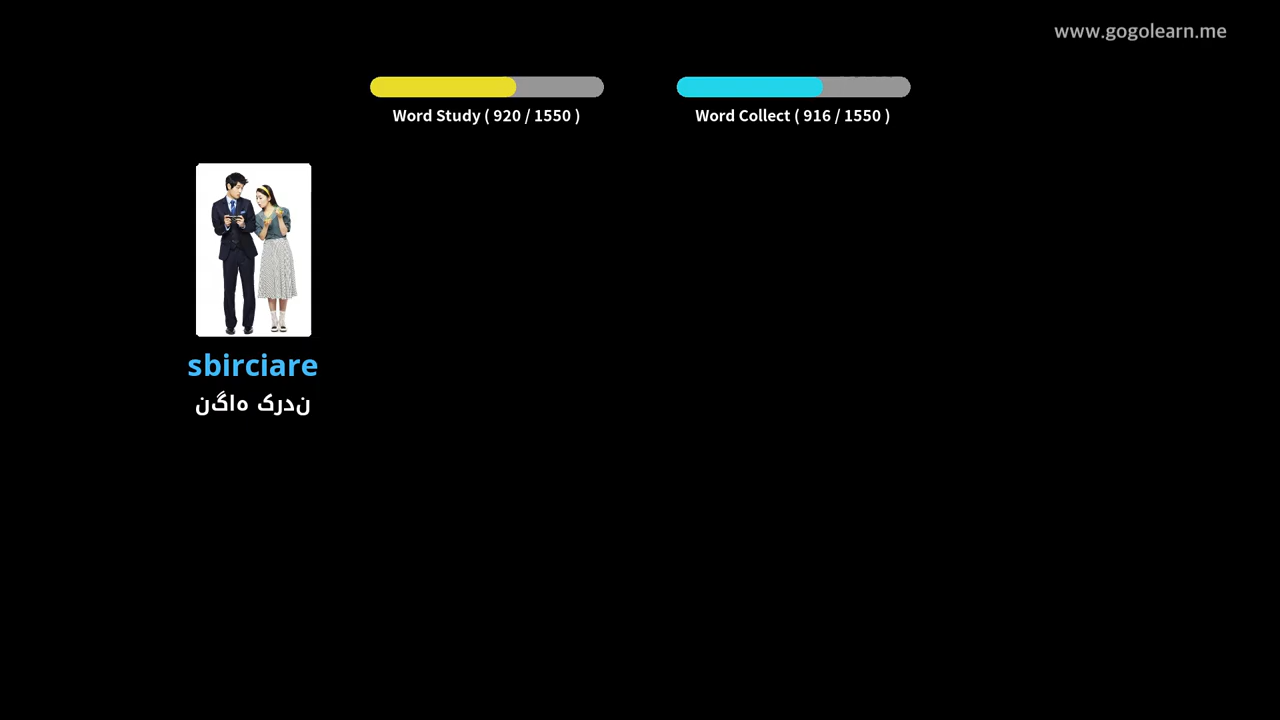 www.gogolearn.me
Word Study ( 920 / 1550 )
Word Collect ( 916 / 1550 )
sbirciare
نگاه کردن